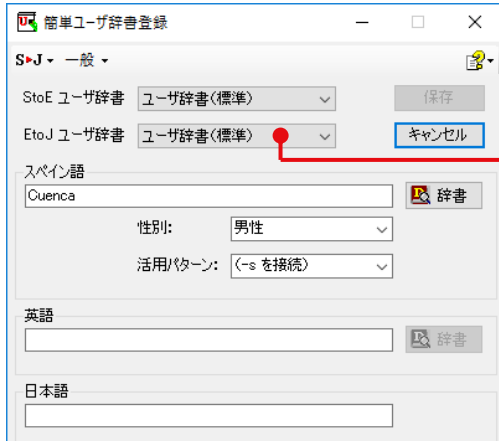 簡単ユーザ辞書登録
S▶J 一般
StoE ユーザ辞書 ユーザ辞書(標準) 保存
EtoJ ユーザ辞書 ユーザ辞書(標準) キャンセル
スペイン語
Cuenca 辞書
性別: 男性
活用パターン: (-s を接続)
英語
辞書
日本語